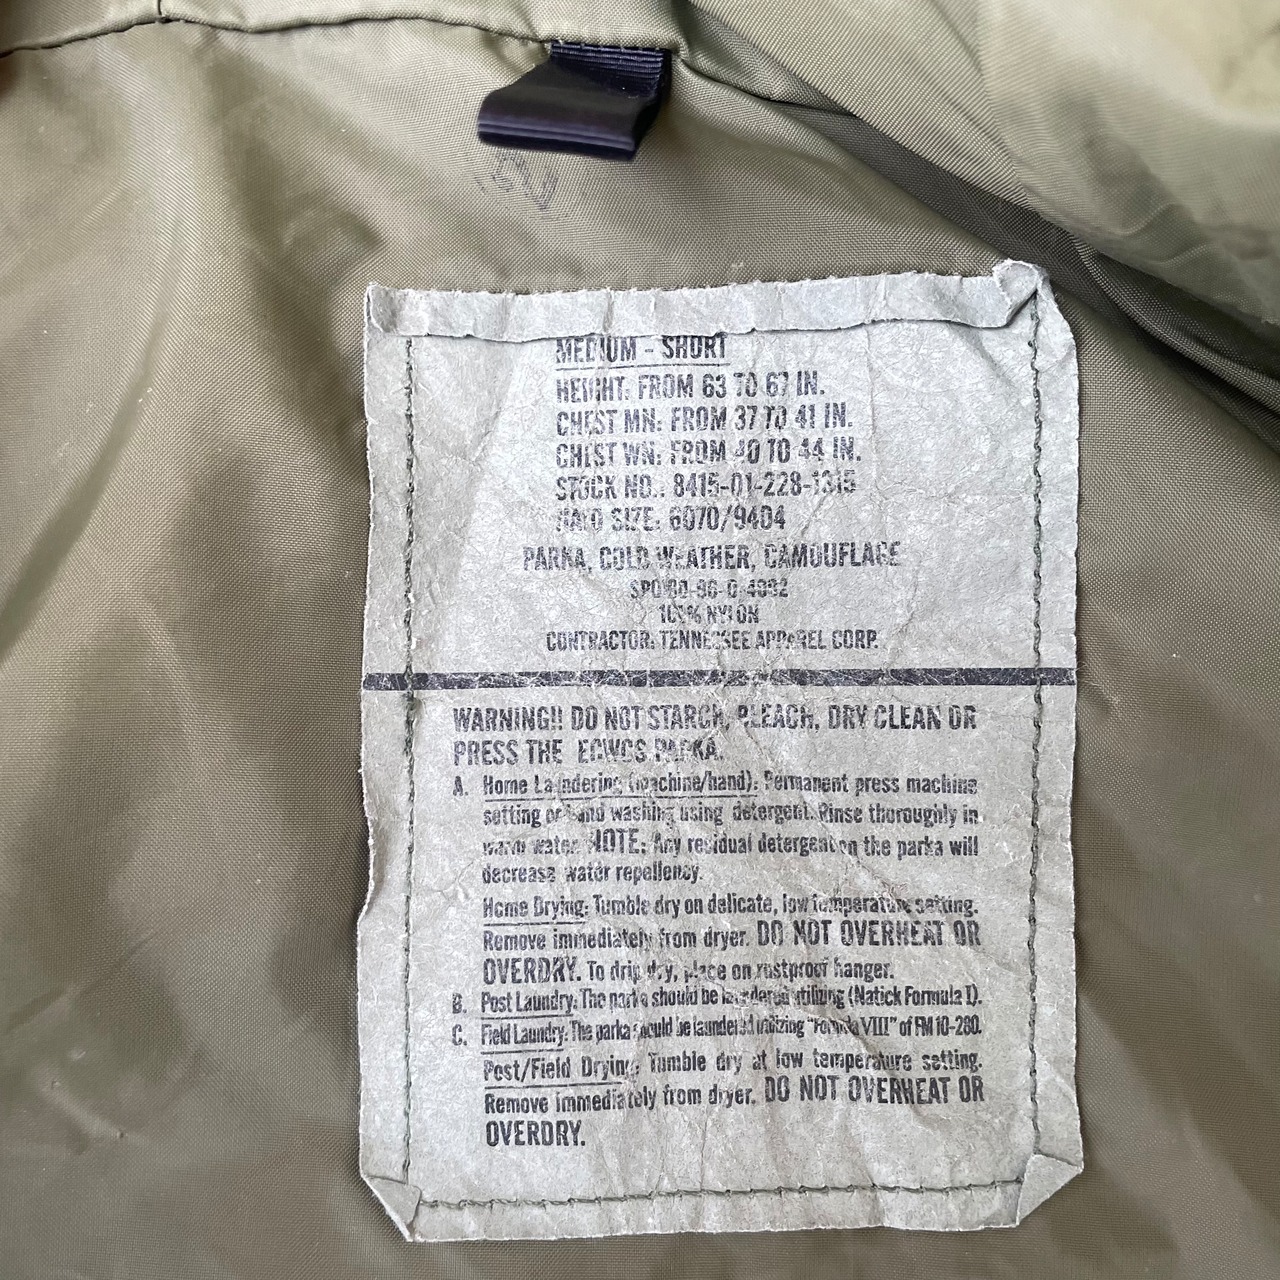 MEDIUM - SHORT
HEIGHT: FROM 63 TO 67 IN.
CHEST MN: FROM 37 TO 41 IN.
CHEST WN: FROM 40 TO 44 IN.
STOCK NO.: 8415-01-228-1315
NATO SIZE: 6070/9404
PARKA, COLD WEATHER, CAMOUFLAGE
100% NYLON
CONTRACTOR: TENNESSEE APPAREL CORP.
WARNING!! DO NOT STARCH, BLEACH, DRY CLEAN OR
PRESS THE ECWCS PARKA.
A. Home Laundering (machine/hand): Permanent press machine
setting or hand washing using detergent. Rinse thoroughly in
warm water. NOTE: Any residual detergent on the parka will
decrease water repellency.
Home Drying: Tumble dry on delicate, low temperature setting.
Remove immediately from dryer. DO NOT OVERHEAT OR
OVERDRY. To drip dry, place on rustproof hanger.
B. Post Laundry: The parka should be laundered utilizing (Natick Formula I).
C. Field Laundry: The parka should be laundered utilizing "Formula VIII" of FM 10-280.
Post/Field Drying: Tumble dry at low temperature setting.
Remove immediately from dryer. DO NOT OVERHEAT OR
OVERDRY.